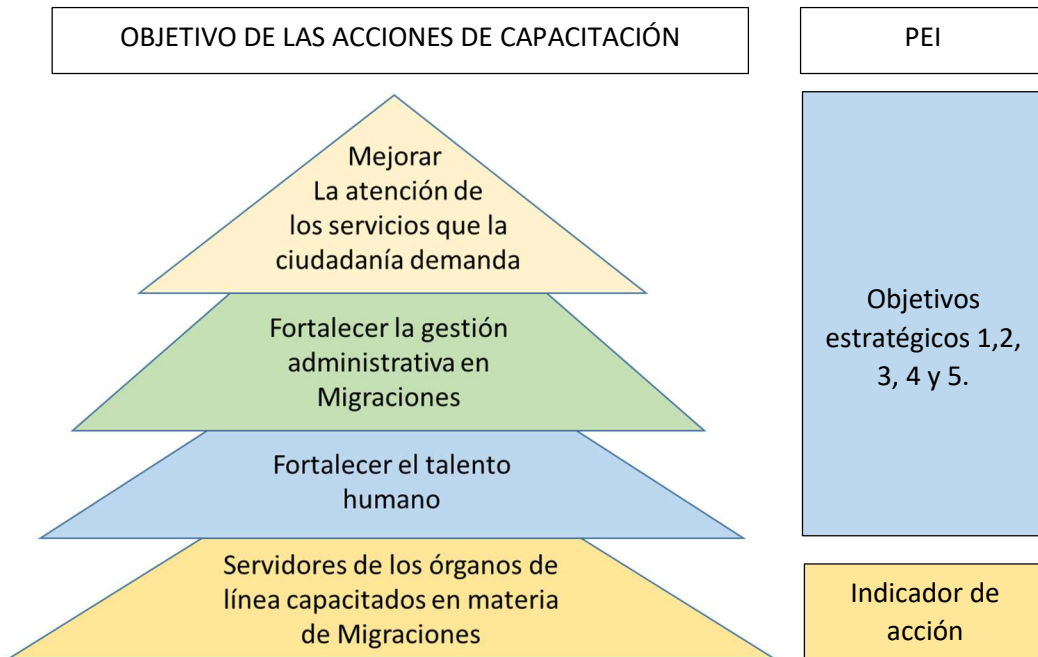 OBJETIVO DE LAS ACCIONES DE CAPACITACIÓN
PEI
Mejorar
La atención de
los servicios que la
ciudadanía demanda
Fortalecer la gestión
administrativa en
Migraciones
Fortalecer el talento
humano
Servidores de los órganos de
línea capacitados en materia
de Migraciones
Objetivos
estratégicos 1,2,
3, 4 y 5.
Indicador de
acción